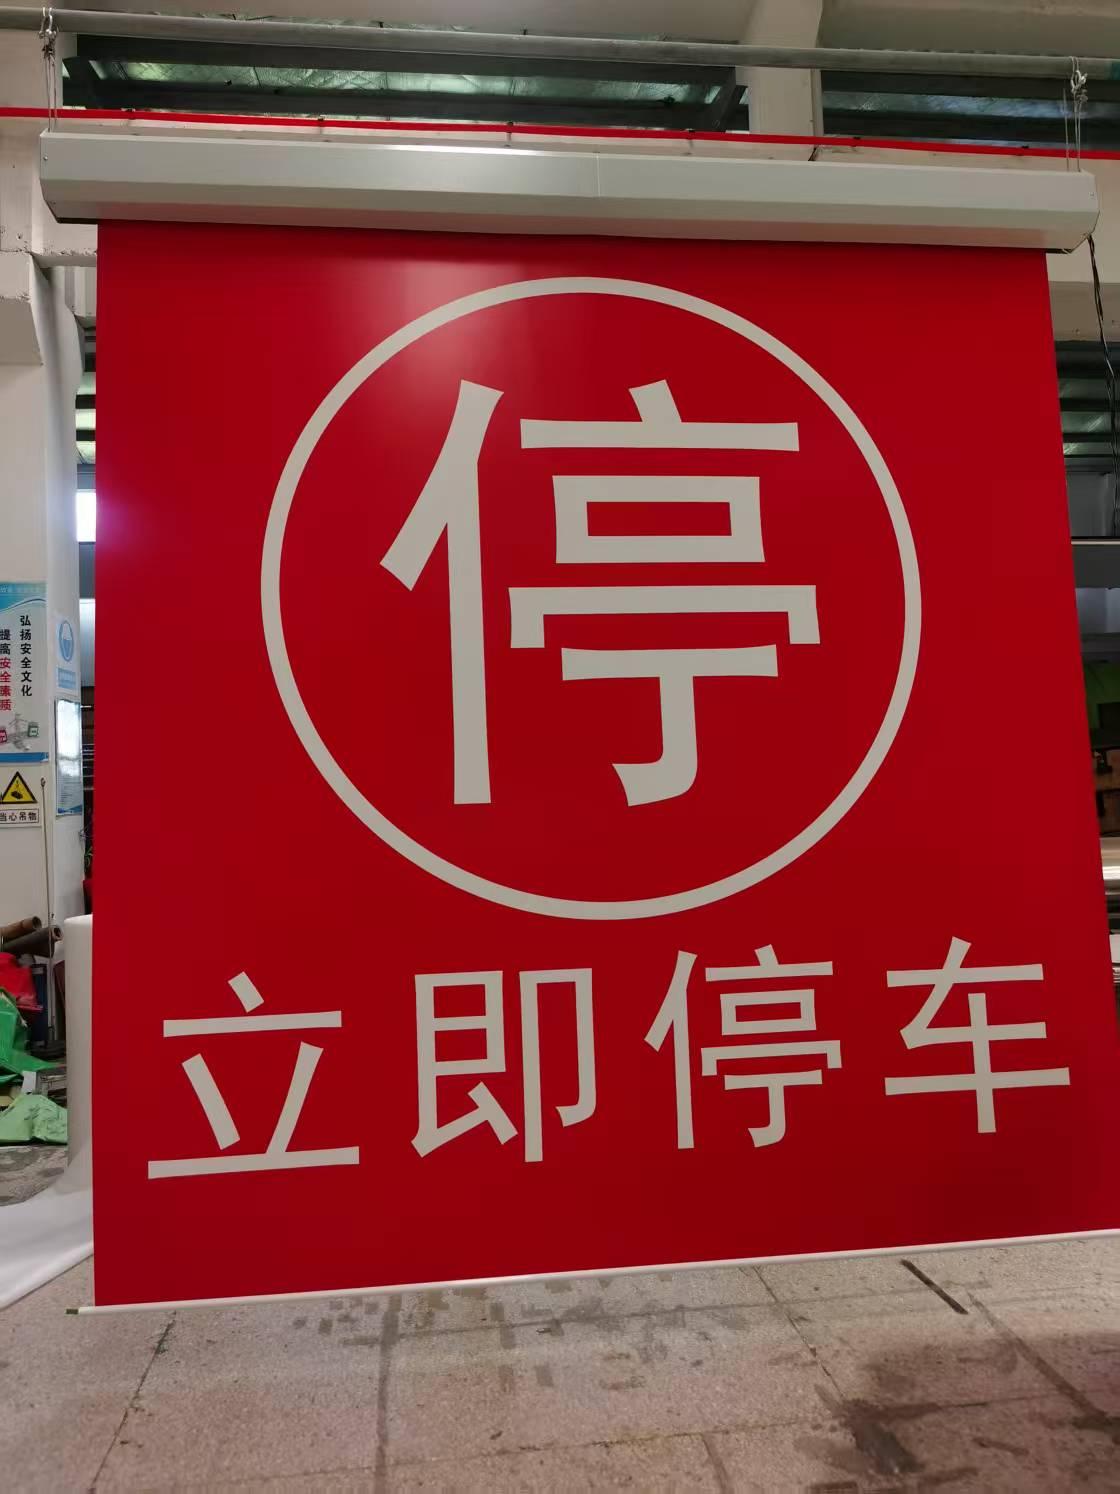 停
立即停车
弘扬安全文化
提高安全素质
当心吊物